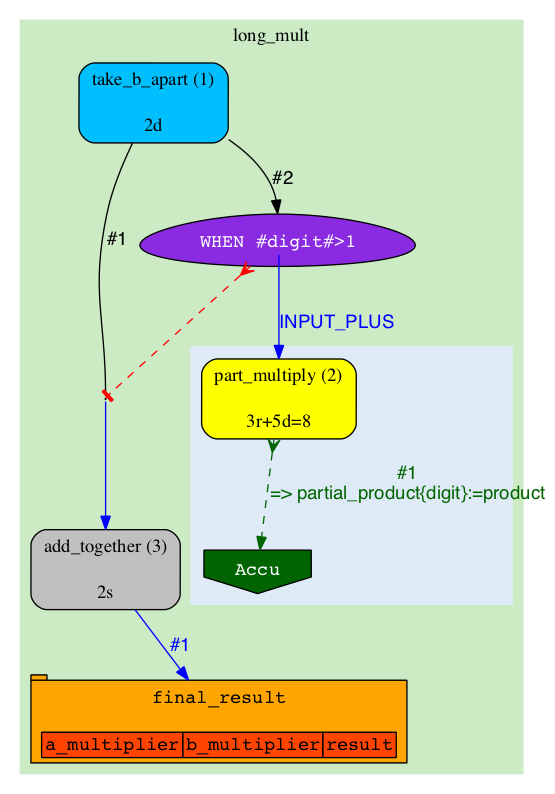 long_mult
take_b_apart (1)
2d
#2
#1
WHEN #digit#>1
INPUT_PLUS
part_multiply (2)
3r+5d=8
#1
=> partial_product{digit}:=product
add_together (3)
2s
Accu
#1
final_result
a_multiplier b_multiplier result